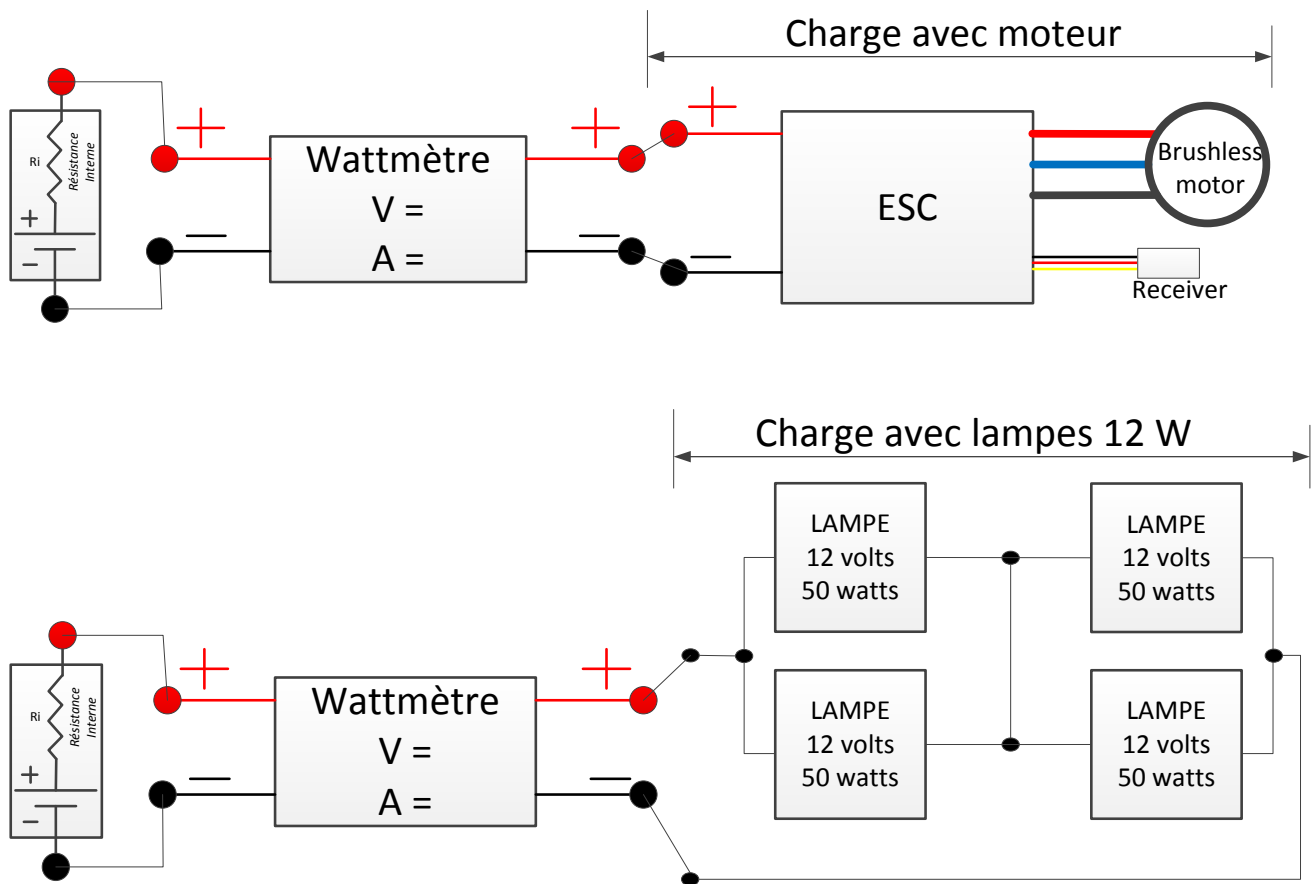 Charge avec moteur
Ri
Résistance
Interne
+
−
+
−
Wattmètre
V =
A =
+
−
+
−
ESC
Brushless
motor
Receiver
Charge avec lampes 12 W
Ri
Résistance
Interne
+
−
+
−
Wattmètre
V =
A =
+
−
LAMPE
12 volts
50 watts
LAMPE
12 volts
50 watts
LAMPE
12 volts
50 watts
LAMPE
12 volts
50 watts